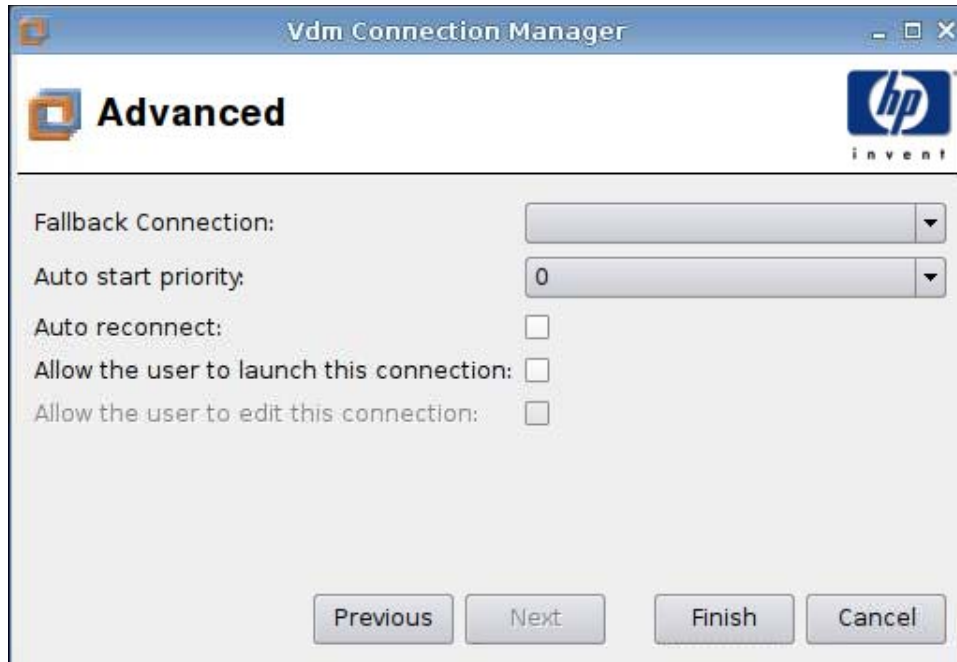 Vdm Connection Manager
Advanced
hp
invent
Fallback Connection:
Auto start priority: 0
Auto reconnect:
Allow the user to launch this connection:
Allow the user to edit this connection:
Previous Next Finish Cancel